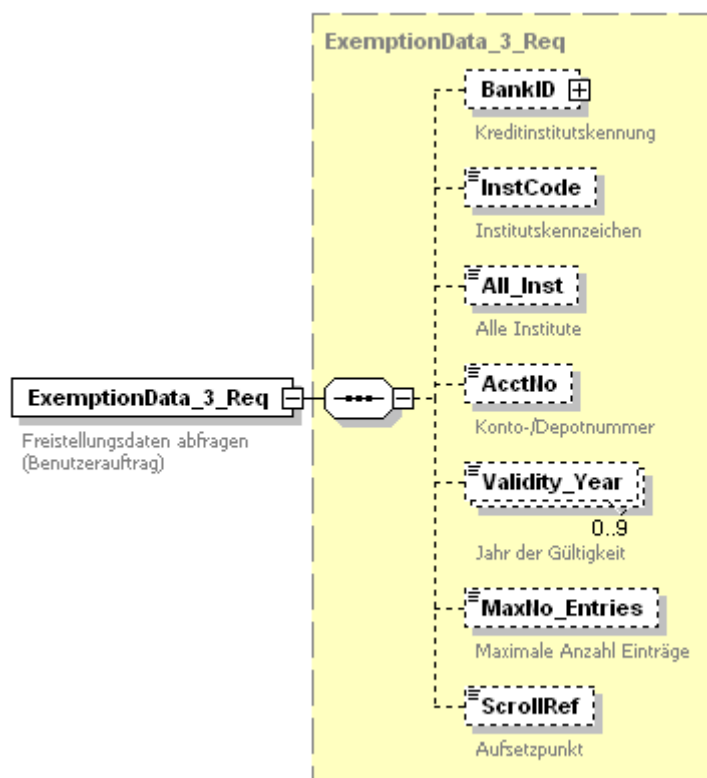 ExemptionData_3_Req
BankID
Kreditinstitutskennung
InstCode
Institutskennzeichen
All_Inst
Alle Institute
ExemptionData_3_Req
Freistellungsdaten abfragen
(Benutzerauftrag)
AcctNo
Konto-/Depotnummer
Validity_Year
0..9
Jahr der Gültigkeit
MaxNo_Entries
Maximale Anzahl Einträge
ScrollRef
Aufsetzpunkt